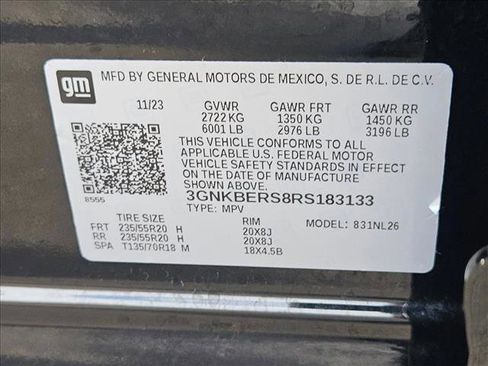 gm MFD BY GENERAL MOTORS DE MEXICO, S. DE R.L. DE C.V.
11/23 GVWR GAWR FRT GAWR RR
2722 KG 1350 KG 1450 KG
6001 LB 2976 LB 3196 LB
THIS VEHICLE CONFORMS TO ALL
APPLICABLE U.S. FEDERAL MOTOR
VEHICLE SAFETY STANDARDS IN EFFECT
ON THE DATE OF MANUFACTURE
8555 3GNKBERS8RS183133
TYPE: MPV MODEL: 831NL26
TIRE SIZE RIM
FRT 235/55R20 H 20X8J
RR 235/55R20 H 20X8J
SPA T135/70R18 M 18X4.5B